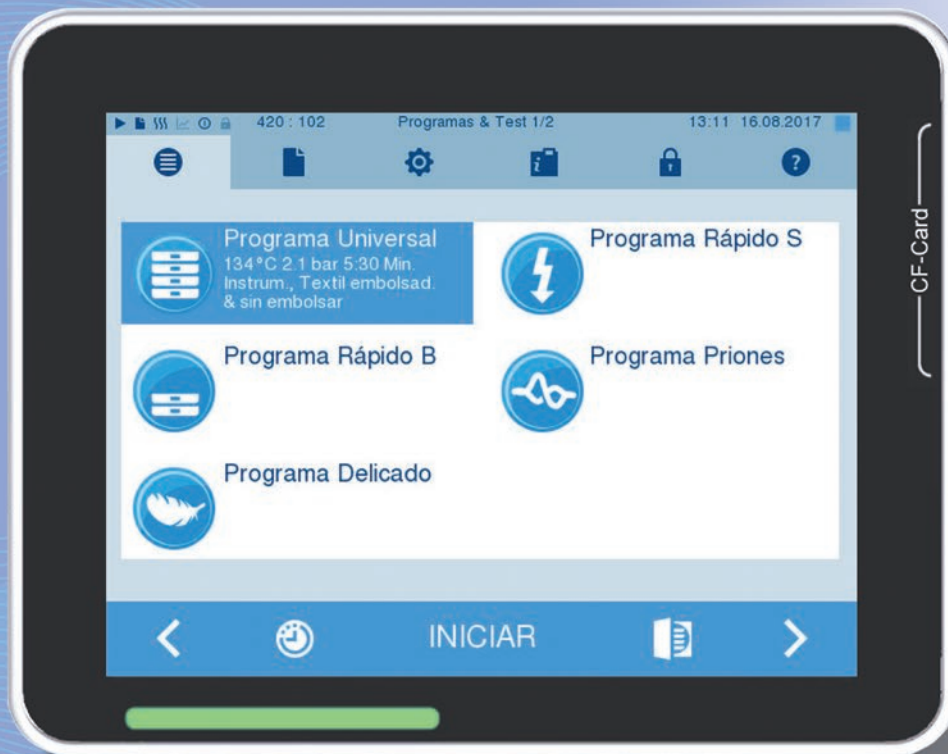 420 : 102
Programas & Test 1/2
13:11 16.08.2017
Programa Universal
134°C 2.1 bar 5:30 Min.
Instrum., Textil embolsad.
& sin embolsar
Programa Rápido S
Programa Rápido B
Programa Priones
Programa Delicado
INICIAR
CF-Card